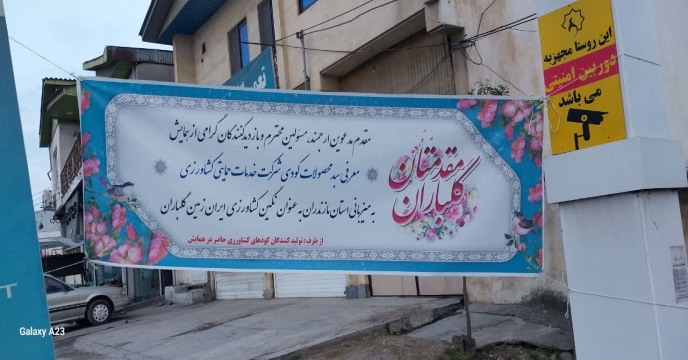 مقدمتان
گلباران
مقدم مدعوین ارجمند، مسئولین محترم و بازدیدکنندگان گرامی از همایش
معرفی سبد محصولات کودی شرکت خدمات حمایتی کشاورزی
به میزبانی استان مازندران به عنوان نگین کشاورزی ایران زمین گلباران
از طرف: تولید کنندگان کودهای کشاورزی حاضر در همایش
این روستا مجهز به
دوربین امنیتی
می باشد
Galaxy A23